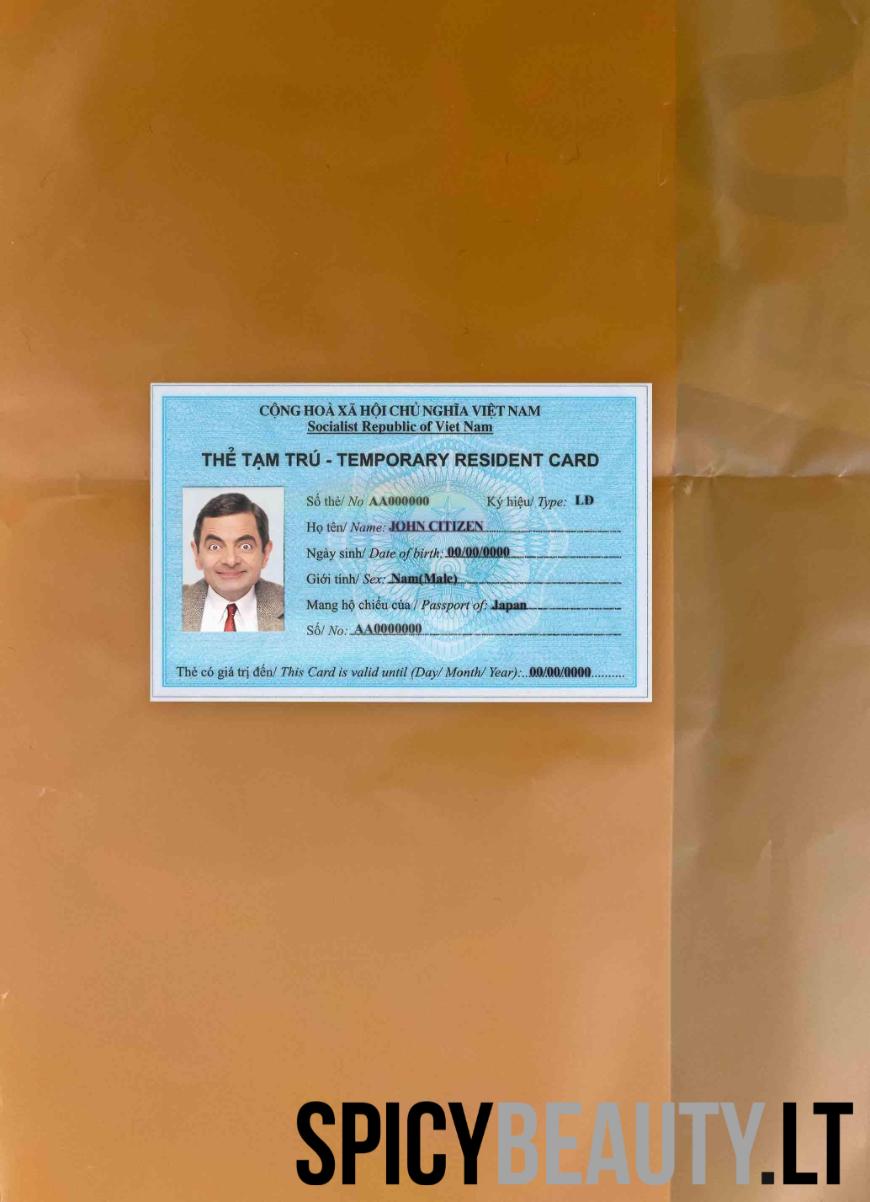 CỘNG HOÀ XÃ HỘI CHỦ NGHĨA VIỆT NAM
Socialist Republic of Viet Nam
THẺ TẠM TRÚ - TEMPORARY RESIDENT CARD
Số thẻ/ No AA000000 Ký hiệu/ Type: LĐ
Họ tên/ Name: JOHN CITIZEN
Ngày sinh/ Date of birth: 00/00/0000
Giới tính/ Sex: Nam(Male)
Mang hộ chiếu của / Passport of: Japan
Số/ No: AA0000000
Thẻ có giá trị đến/ This Card is valid until (Day/ Month/ Year):...00/00/0000..........
SPICYBEAUTY.LT